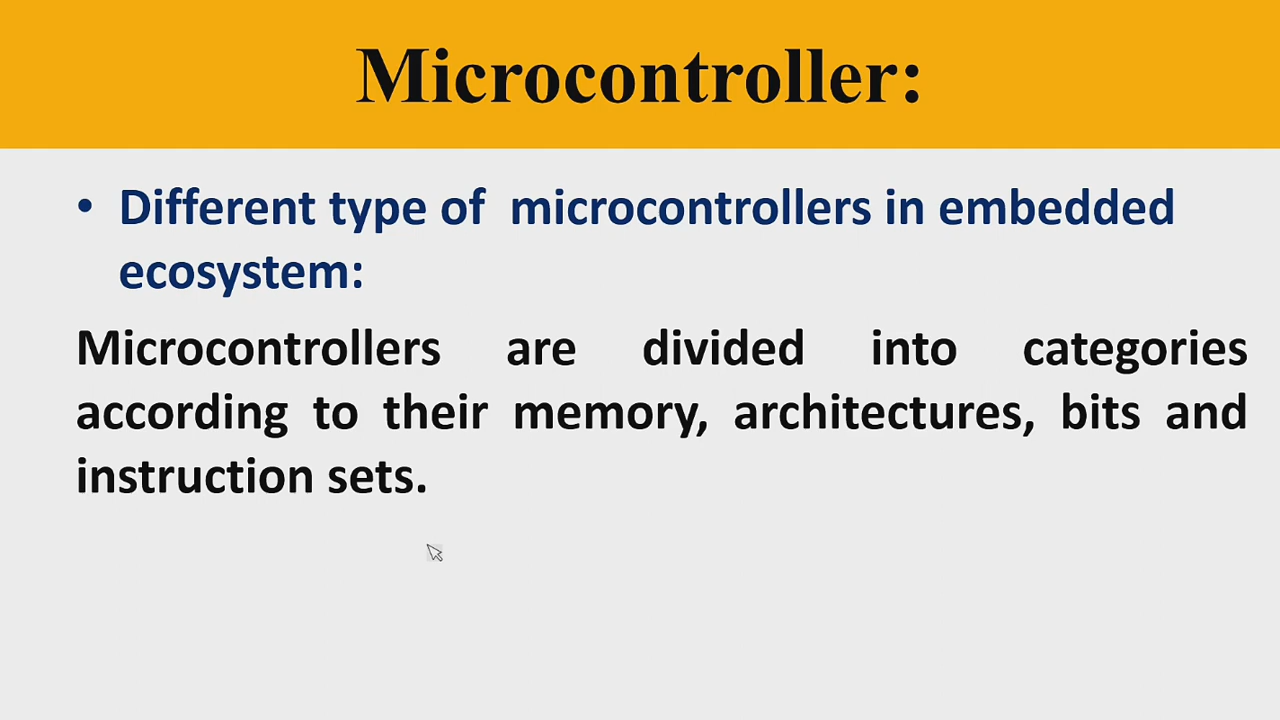 Microcontroller:
• Different type of  microcontrollers in embedded
ecosystem:
Microcontrollers are divided into categories
according to their memory, architectures, bits and
instruction sets.